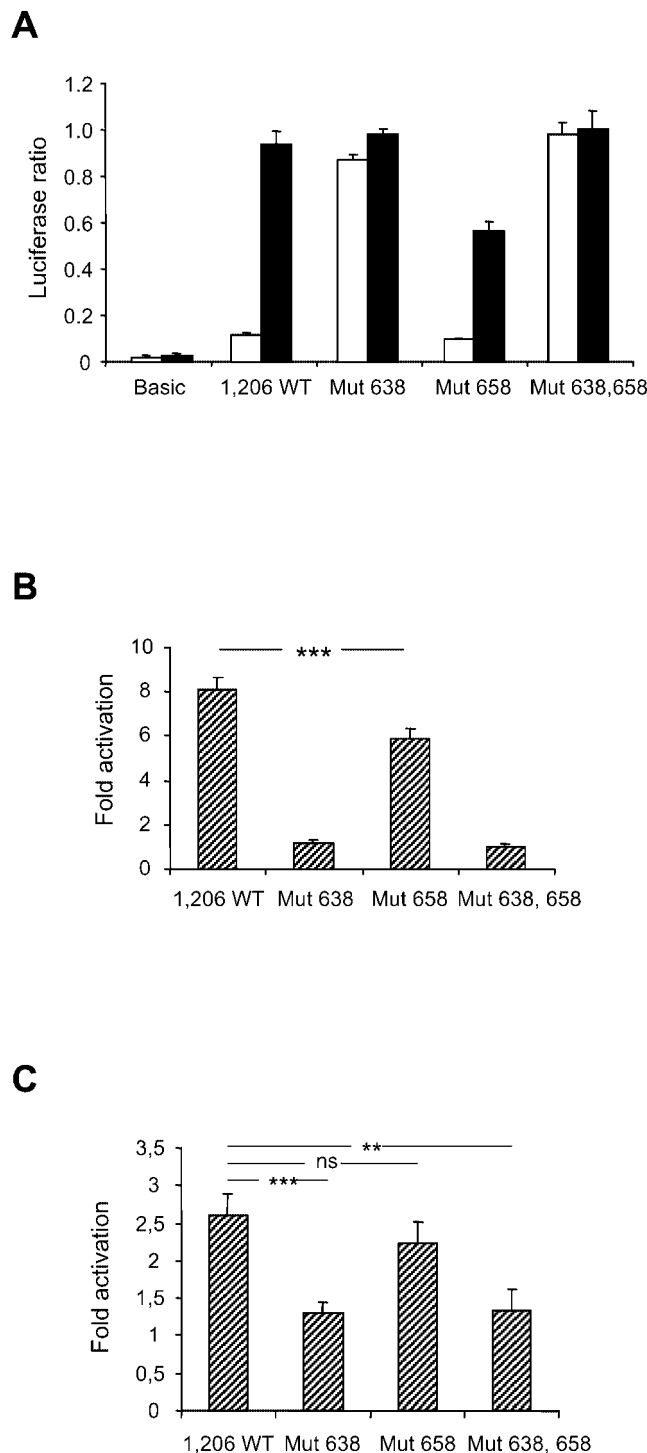 A
Luciferase ratio
1.2
1.0
0.8
0.6
0.4
0.2
0
Basic 1,206 WT Mut 638 Mut 658 Mut 638,658
B
Fold activation
10
8
6
4
2
0
***
1,206 WT Mut 638 Mut 658 Mut 638, 658
C
Fold activation
3,5
3
2,5
2
1,5
1
0,5
0
**
ns
***
1,206 WT Mut 638 Mut 658 Mut 638, 658